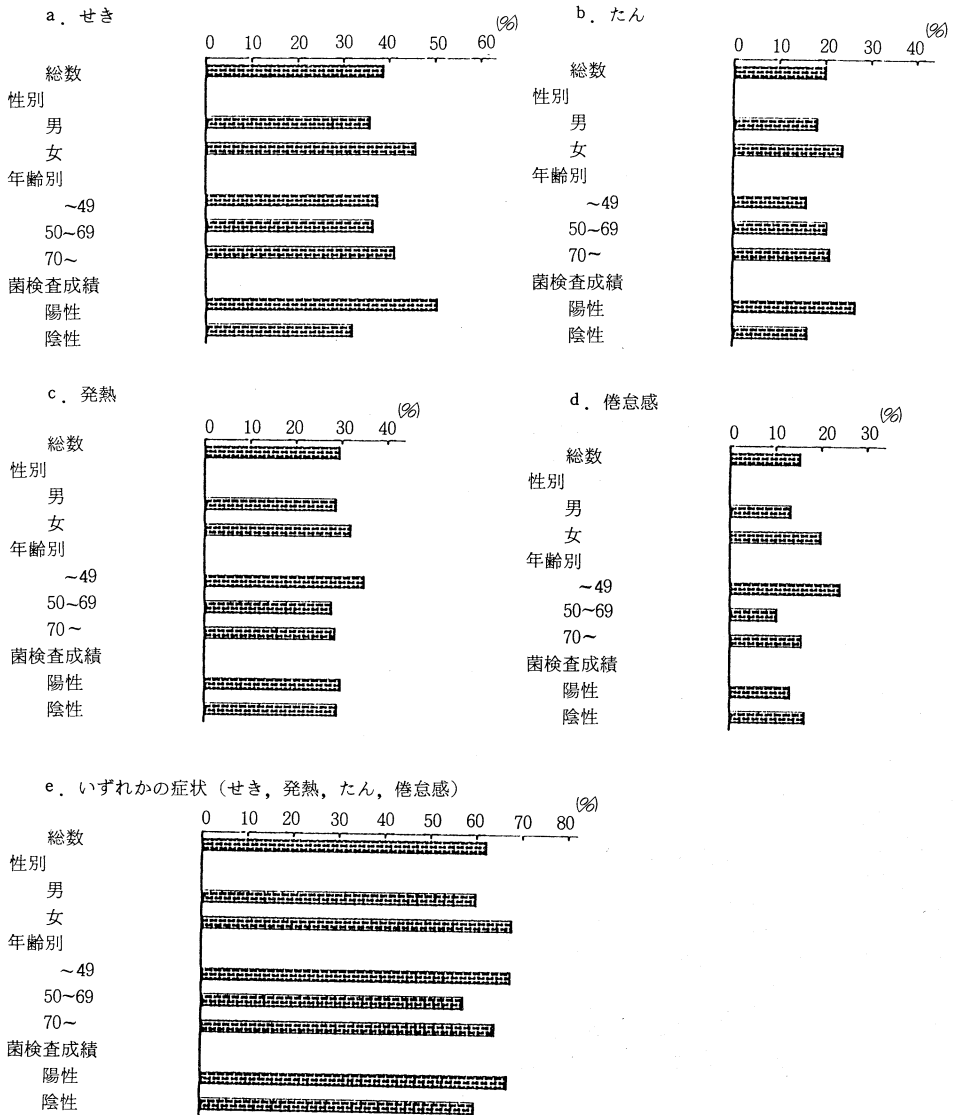 a. せき
(%)
0 10 20 30 40 50 60
総数
性別
男
女
年齢別
~49
50~69
70~
菌検査成績
陽性
陰性
b. たん
(%)
0 10 20 30 40
総数
性別
男
女
年齢別
~49
50~69
70~
菌検査成績
陽性
陰性
c. 発熱
(%)
0 10 20 30 40
総数
性別
男
女
年齢別
~49
50~69
70~
菌検査成績
陽性
陰性
d. 倦怠感
(%)
0 10 20 30
総数
性別
男
女
年齢別
~49
50~69
70~
菌検査成績
陽性
陰性
e. いずれかの症状(せき,発熱,たん,倦怠感)
(%)
0 10 20 30 40 50 60 70 80
総数
性別
男
女
年齢別
~49
50~69
70~
菌検査成績
陽性
陰性